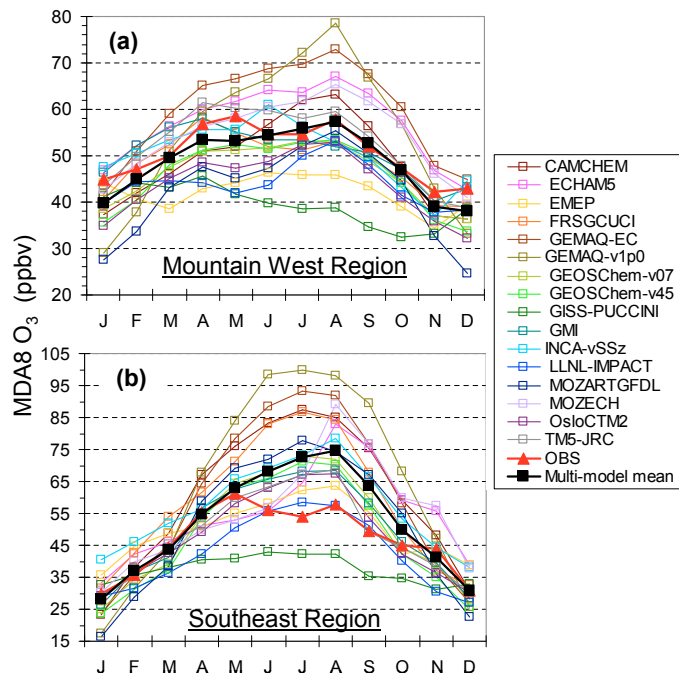 MDA8 O3 (ppbv)
80
70
60
50
40
30
20
(a)
Mountain West Region
J F M A M J J A S O N D
105
95
85
75
65
55
45
35
25
15
(b)
Southeast Region
J F M A M J J A S O N D
CAMCHEM
ECHAM5
EMEP
FRSGCUCI
GEMAQ-EC
GEMAQ-v1p0
GEOSChem-v07
GEOSChem-v45
GISS-PUCCINI
GMI
INCA-vSSz
LLNL-IMPACT
MOZARTGFDL
MOZECH
OsloCTM2
TM5-JRC
OBS
Multi-model mean